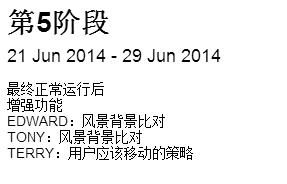 第5阶段
21 Jun 2014 - 29 Jun 2014
最终正常运行后
增强功能
EDWARD：风景背景比对
TONY：风景背景比对
TERRY：用户应该移动的策略